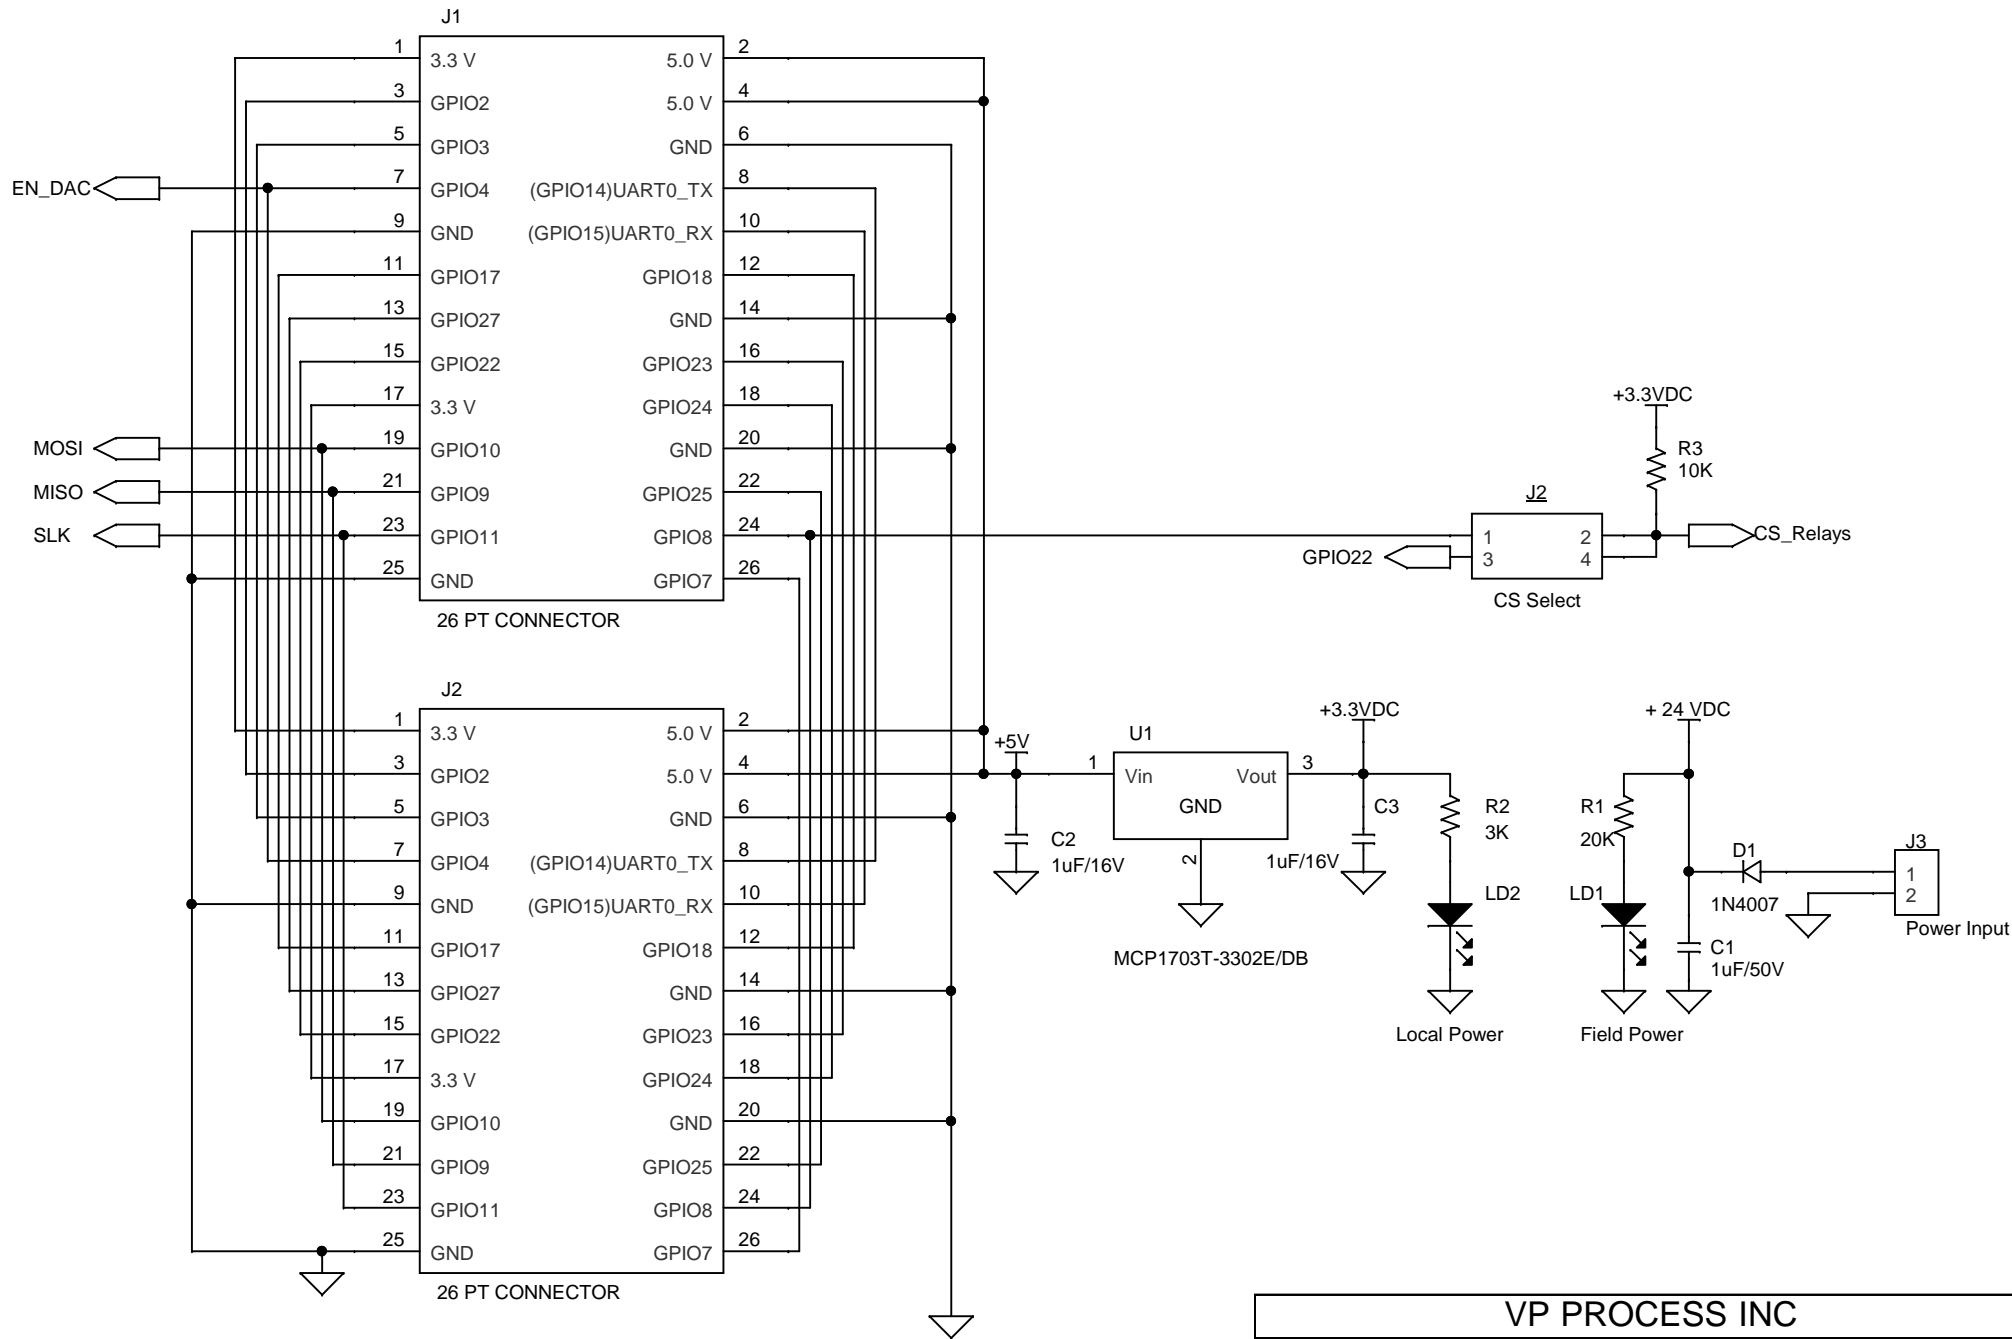 J1
1 3.3 V 5.0 V 2
3 GPIO2 5.0 V 4
5 GPIO3 GND 6
EN_DAC 7 GPIO4 (GPIO14)UART0_TX 8
9 GND (GPIO15)UART0_RX 10
11 GPIO17 GPIO18 12
13 GPIO27 GND 14
15 GPIO22 GPIO23 16
17 3.3 V GPIO24 18
MOSI 19 GPIO10 GND 20
MISO 21 GPIO9 GPIO25 22
SLK 23 GPIO11 GPIO8 24
25 GND GPIO7 26
26 PT CONNECTOR
+3.3VDC
R3
10K
J2
1 2 CS_Relays
GPIO22 3 4
CS Select
J2
1 3.3 V 5.0 V 2
3 GPIO2 5.0 V 4
5 GPIO3 GND 6
7 GPIO4 (GPIO14)UART0_TX 8
9 GND (GPIO15)UART0_RX 10
11 GPIO17 GPIO18 12
13 GPIO27 GND 14
15 GPIO22 GPIO23 16
17 3.3 V GPIO24 18
19 GPIO10 GND 20
21 GPIO9 GPIO25 22
23 GPIO11 GPIO8 24
25 GND GPIO7 26
26 PT CONNECTOR
+5V
C2
1uF/16V
U1
1 Vin Vout 3
GND
2
MCP1703T-3302E/DB
+3.3VDC
C3
1uF/16V
R2
3K
LD2
Local Power
+ 24 VDC
R1
20K
LD1
Field Power
D1
1N4007
C1
1uF/50V
J3
1
2
Power Input
VP PROCESS INC